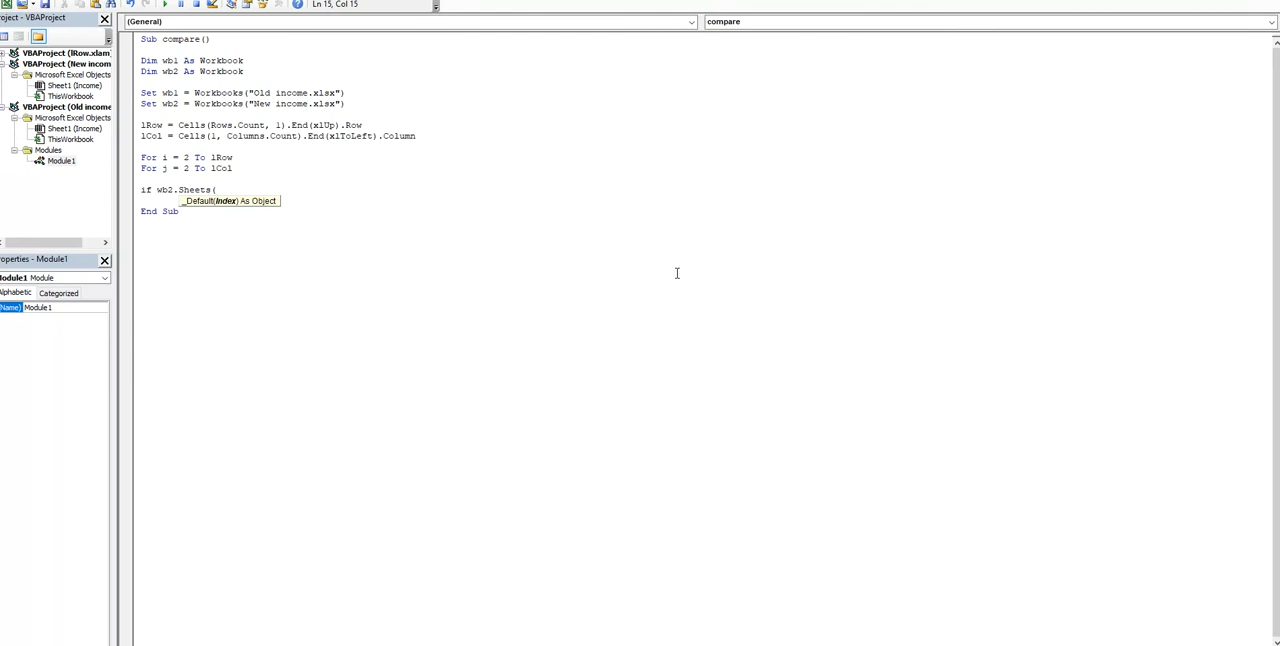 Ln 15, Col 15
roject - VBAProject
(General)
compare
VBAProject (lRow.xlam)
VBAProject (New incom
Microsoft Excel Objects
Sheet1 (Income)
ThisWorkbook
VBAProject (Old income
Microsoft Excel Objects
Sheet1 (Income)
ThisWorkbook
Modules
Module1
Sub compare()
Dim wb1 As Workbook
Dim wb2 As Workbook
Set wb1 = Workbooks("Old income.xlsx")
Set wb2 = Workbooks("New income.xlsx")
lRow = Cells(Rows.Count, 1).End(xlUp).Row
lCol = Cells(1, Columns.Count).End(xlToLeft).Column
For i = 2 To lRow
For j = 2 To lCol
if wb2.Sheets(
_Default(Index) As Object
End Sub
roperties - Module1
Module1 Module
Alphabetic Categorized
(Name) Module1